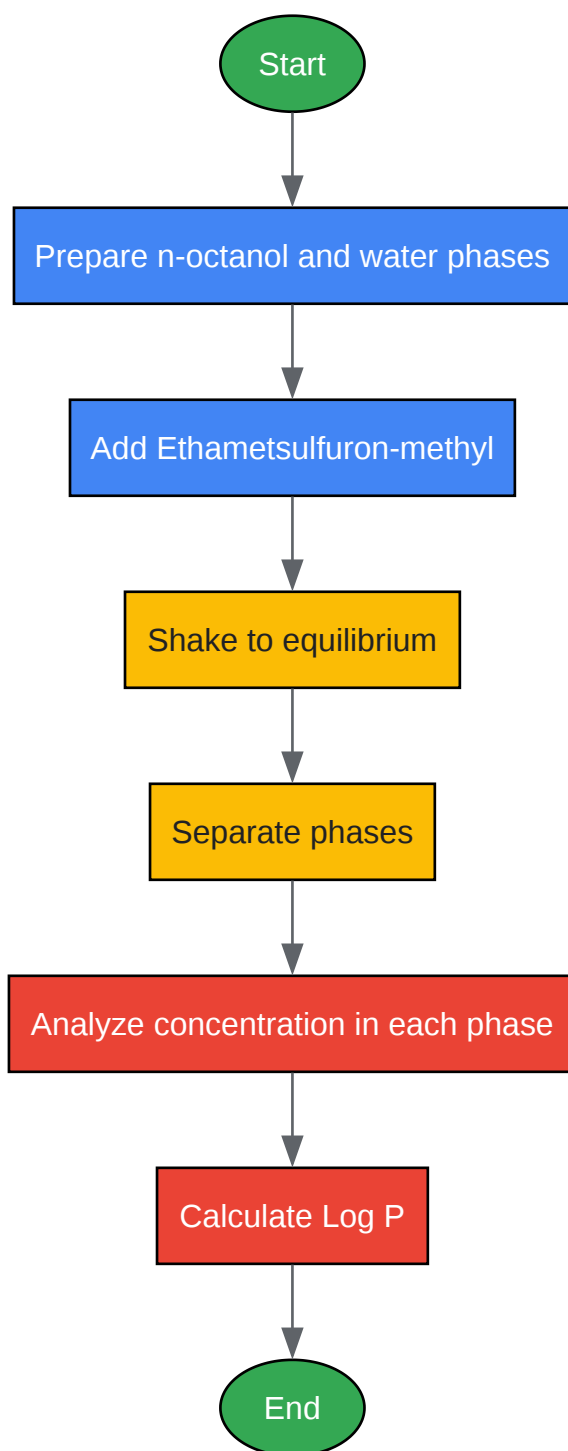 Start
Prepare n-octanol and water phases
Add Ethametsulfuron-methyl
Shake to equilibrium
Separate phases
Analyze concentration in each phase
Calculate Log P
End